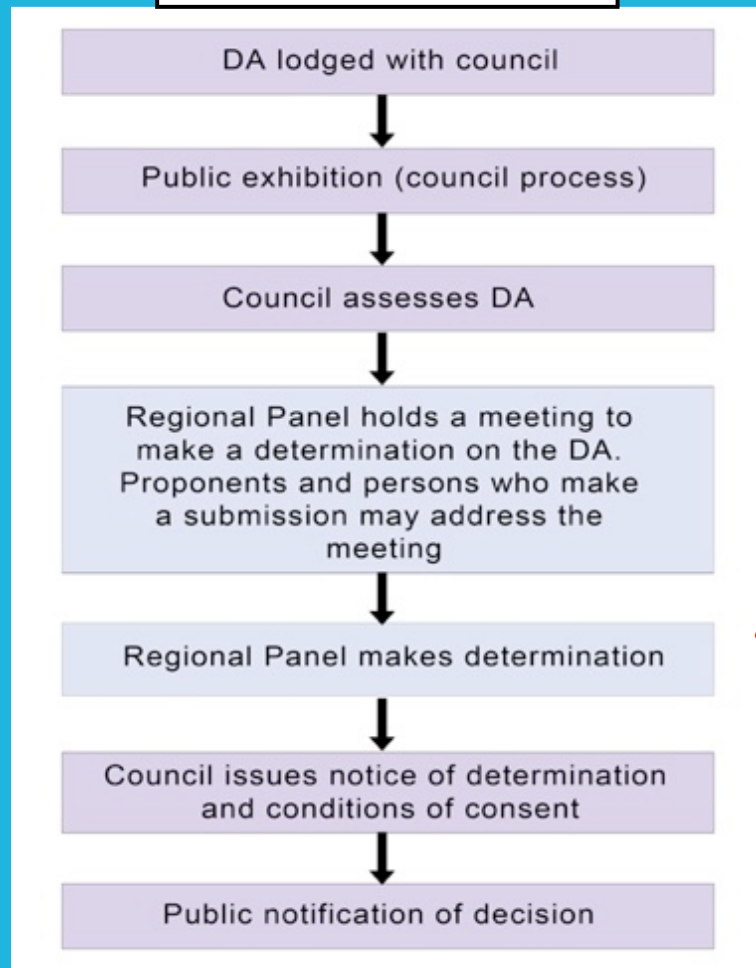 DA lodged with council
Public exhibition (council process)
Council assesses DA
Regional Panel holds a meeting to
make a determination on the DA.
Proponents and persons who make
a submission may address the
meeting
Regional Panel makes determination
Council issues notice of determination
and conditions of consent
Public notification of decision